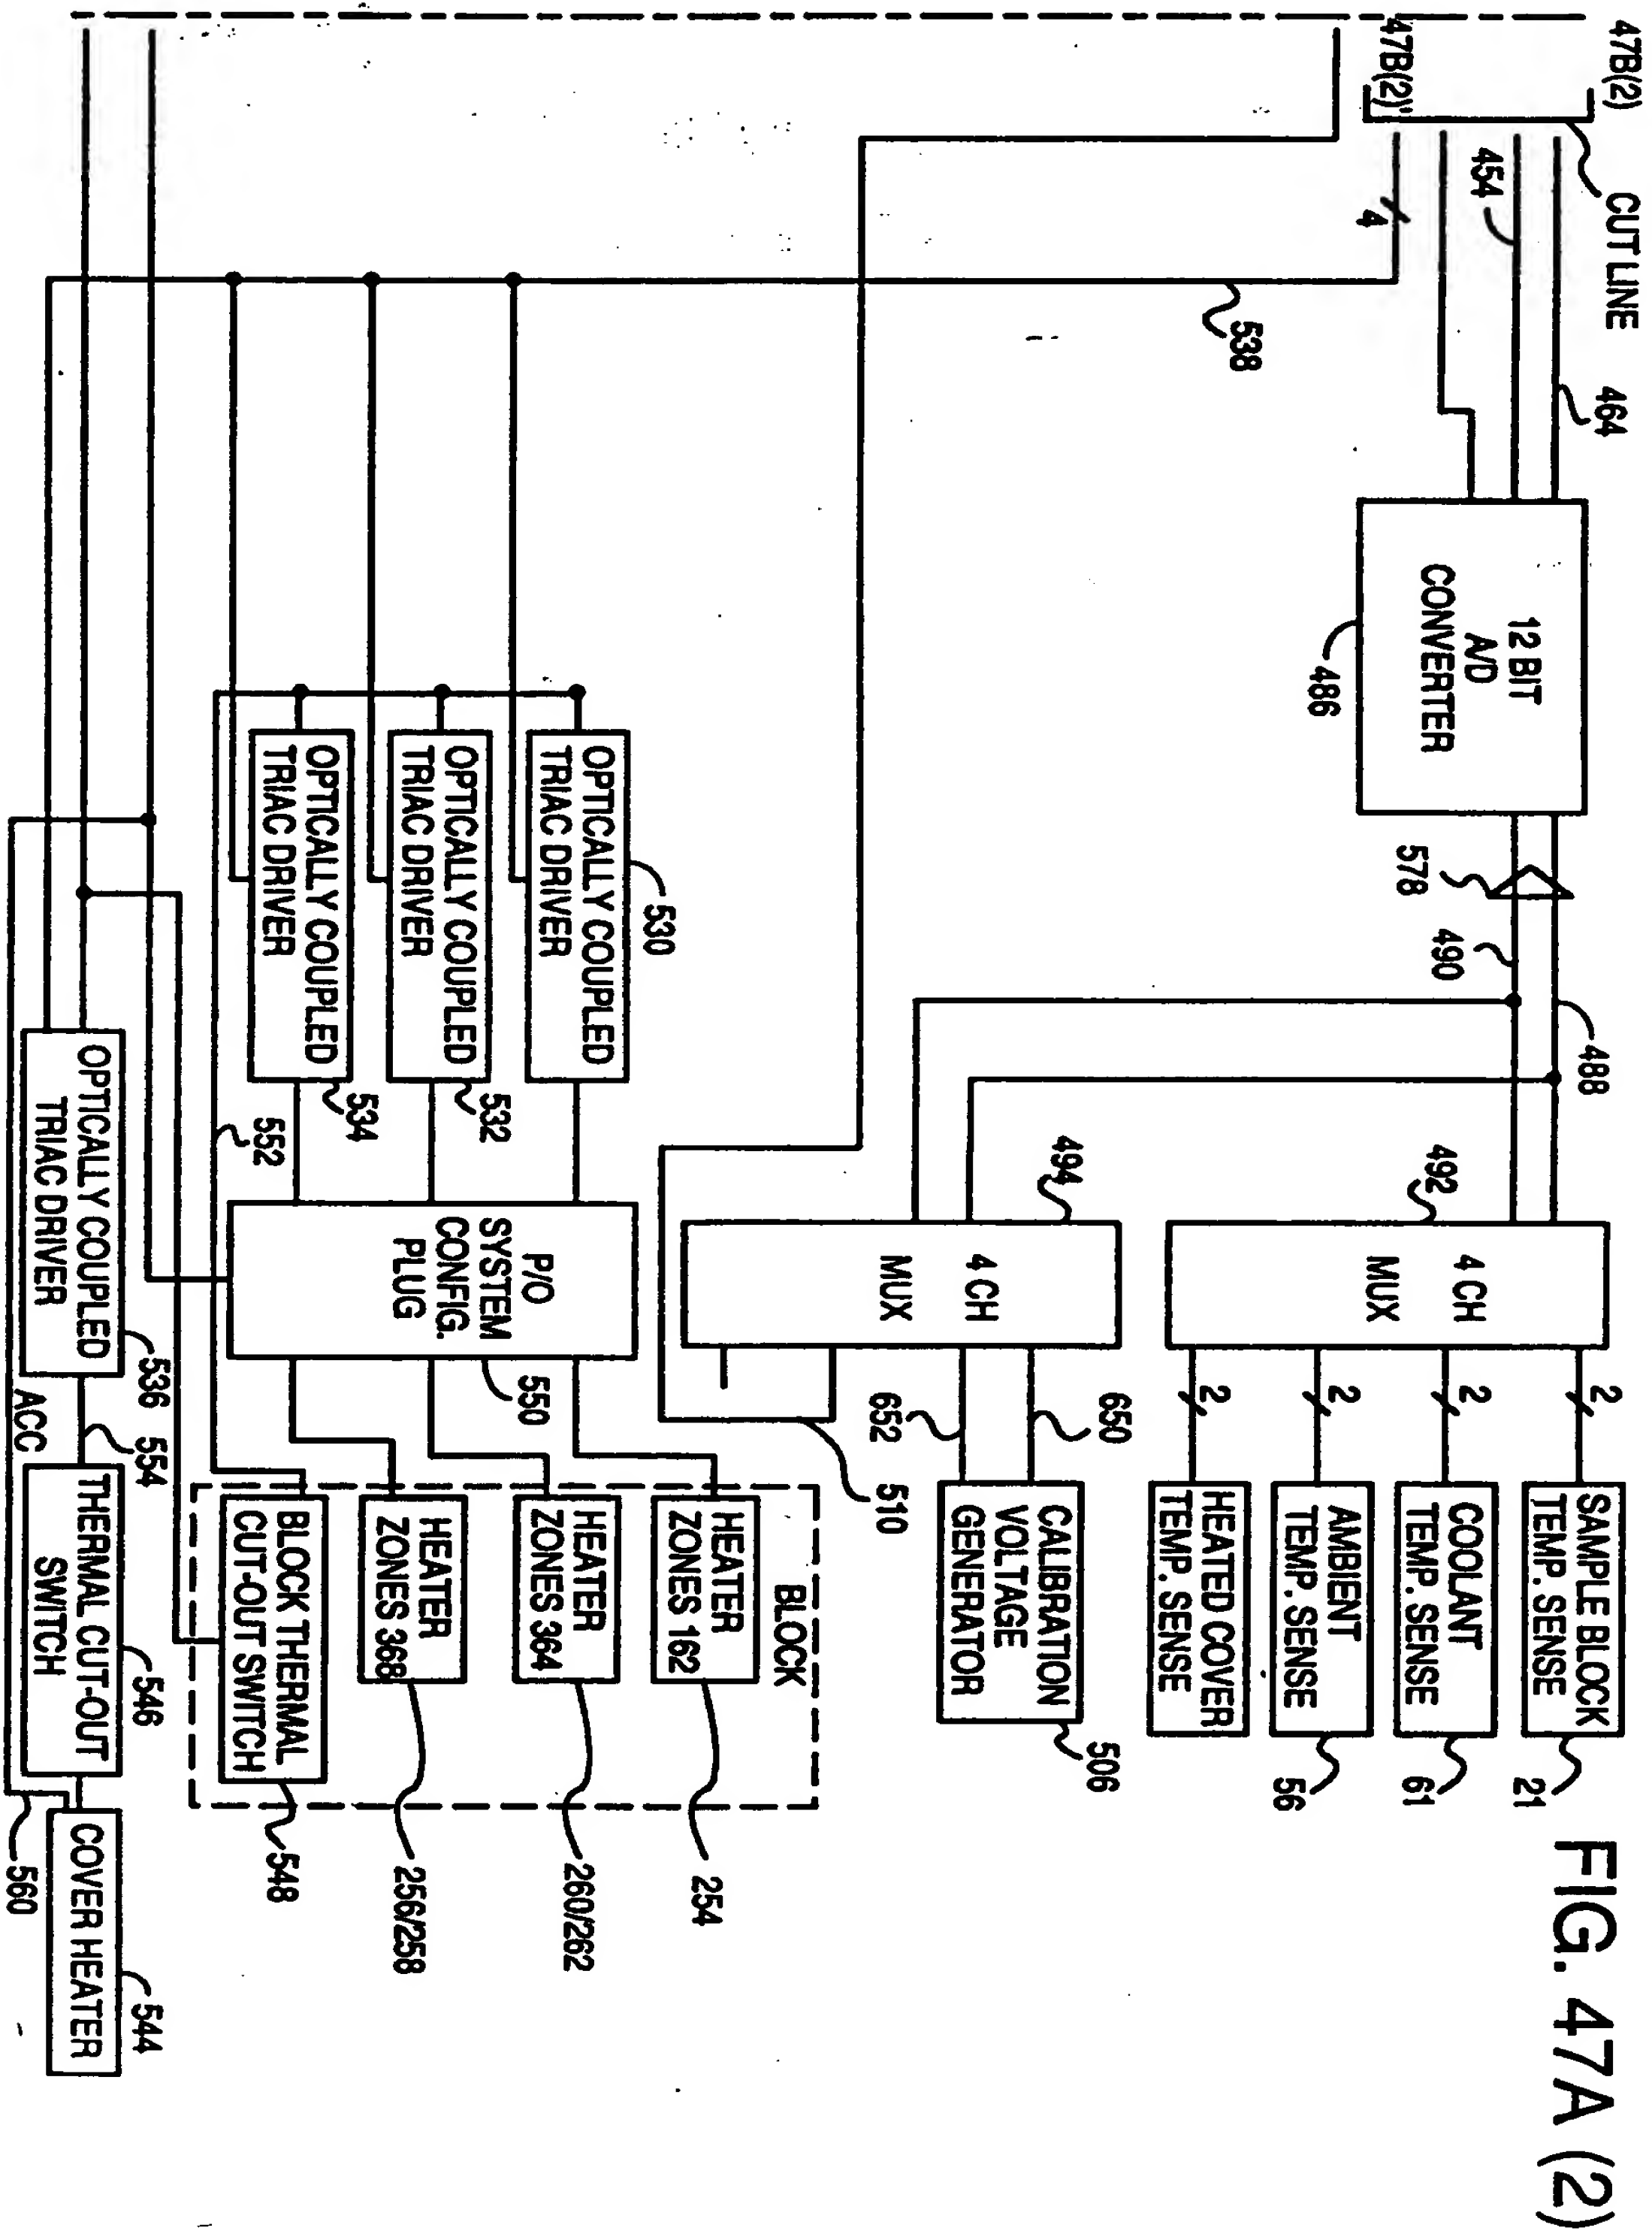 FIG. 47A (2)
47B(2)
CUT LINE
47B(2)'
464
454
4
538
12 BIT
A/D
CONVERTER
486
578
490
488
492
4 CH
MUX
494
4 CH
MUX
2
2
2
2
SAMPLE BLOCK
TEMP. SENSE
21
COOLANT
TEMP. SENSE
61
AMBIENT
TEMP. SENSE
56
HEATED COVER
TEMP. SENSE
650
652
CALIBRATION
VOLTAGE
GENERATOR
506
510
OPTICALLY COUPLED
TRIAC DRIVER
530
OPTICALLY COUPLED
TRIAC DRIVER
532
OPTICALLY COUPLED
TRIAC DRIVER
534
552
P/O
SYSTEM
CONFIG.
PLUG
550
BLOCK
HEATER
ZONES 162
254
HEATER
ZONES 364
260/262
HEATER
ZONES 368
256/258
BLOCK THERMAL
CUT-OUT SWITCH
548
OPTICALLY COUPLED
TRIAC DRIVER
536
554
ACC
THERMAL CUT-OUT
SWITCH
546
COVER HEATER
544
560